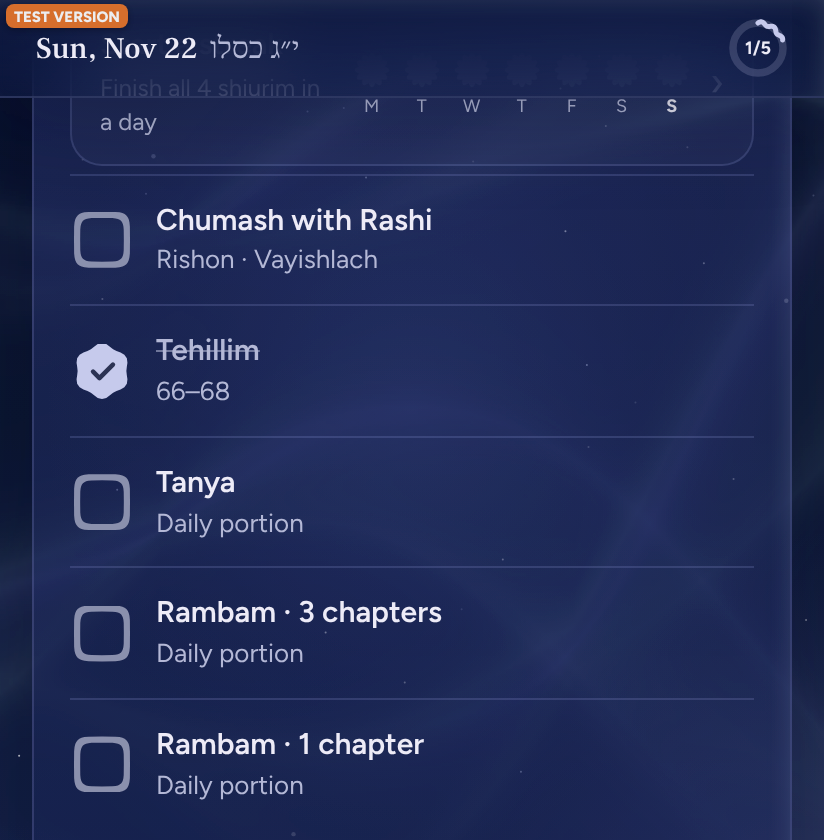 TEST VERSION
Sun, Nov 22 י״ג כסלו
1/5
Finish all 4 shiurim in
a day
M T W T F S S
Chumash with Rashi
Rishon · Vayishlach
Tehillim
66–68
Tanya
Daily portion
Rambam · 3 chapters
Daily portion
Rambam · 1 chapter
Daily portion